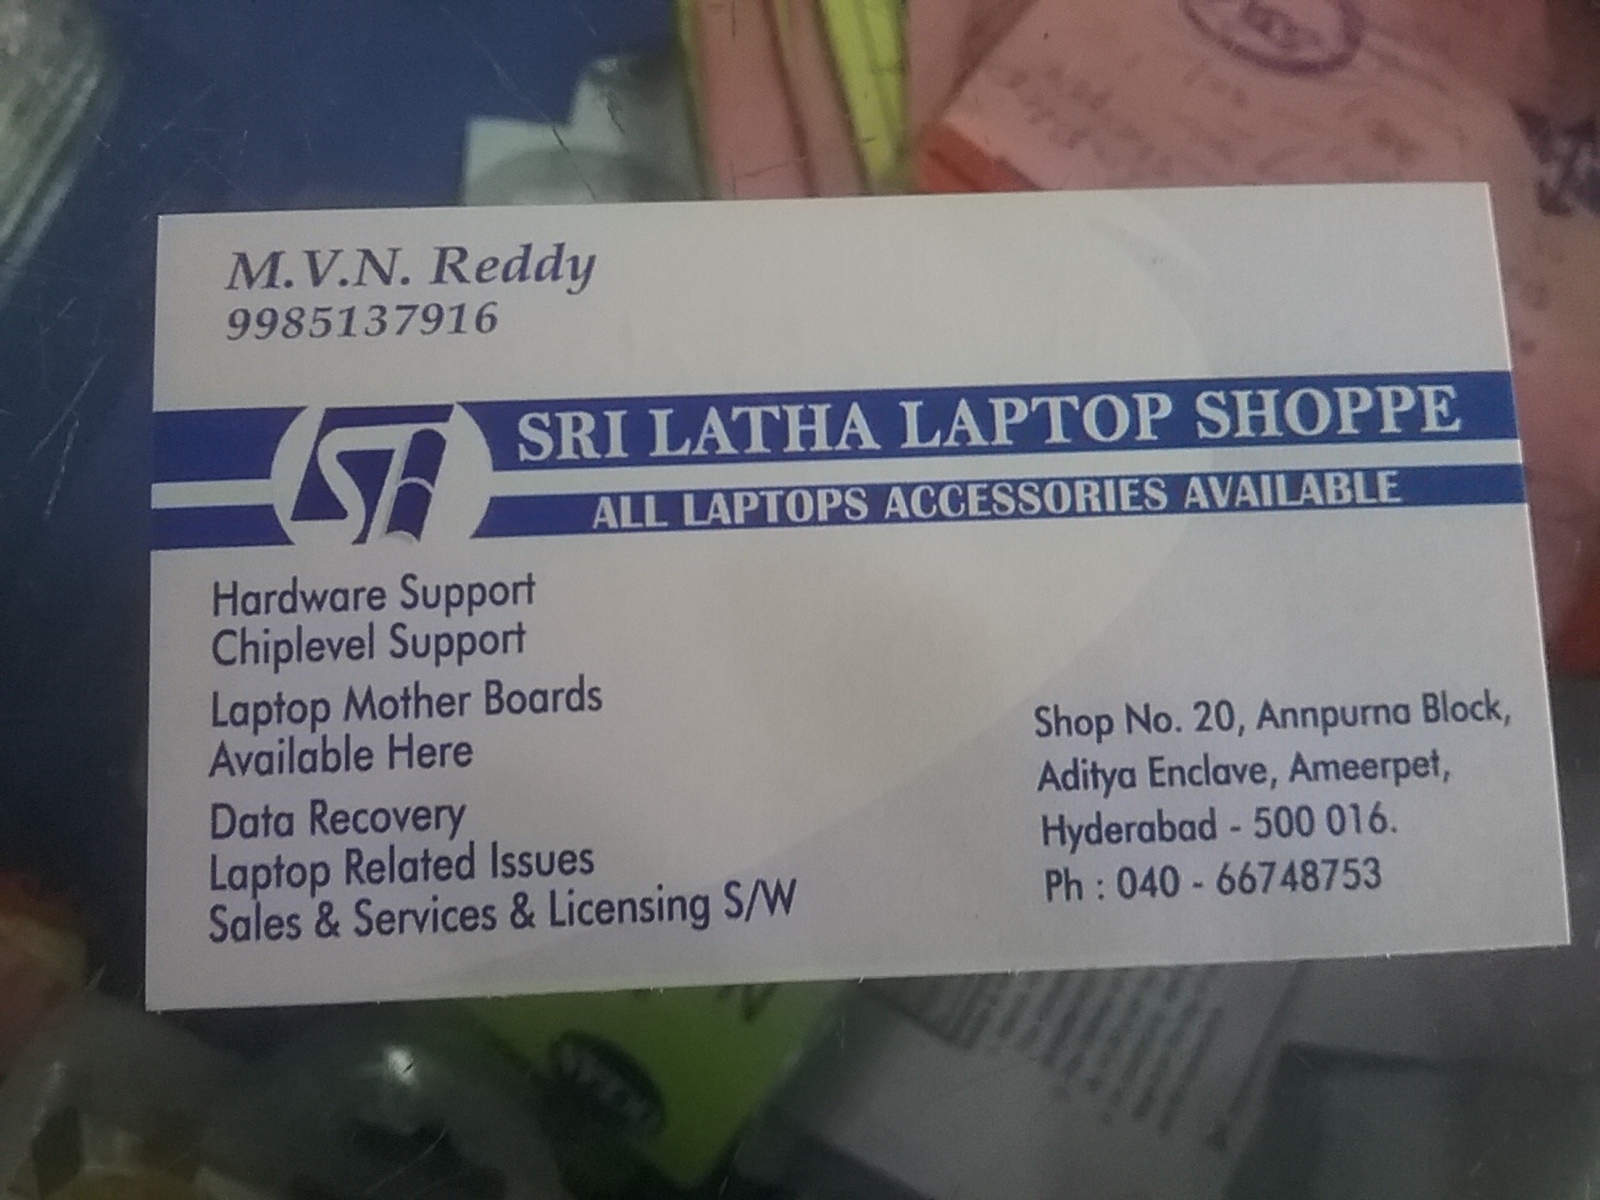 M.V.N. Reddy
9985137916
SRI LATHA LAPTOP SHOPPE
ALL LAPTOPS ACCESSORIES AVAILABLE
Hardware Support
Chiplevel Support
Laptop Mother Boards
Available Here
Data Recovery
Laptop Related Issues
Sales & Services & Licensing S/W
Shop No. 20, Annpurna Block,
Aditya Enclave, Ameerpet,
Hyderabad - 500 016.
Ph : 040 - 66748753